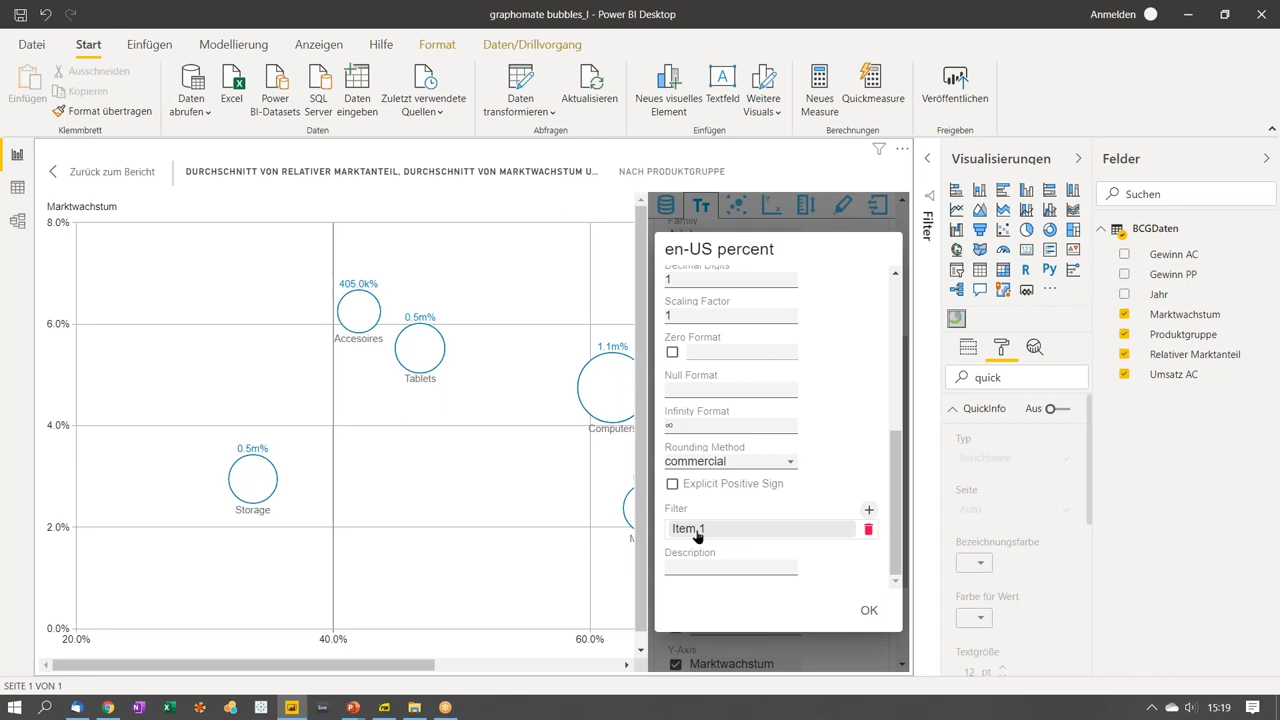 graphomate bubbles_I - Power BI Desktop
Anmelden
Datei
Start
Einfügen
Modellierung
Anzeigen
Hilfe
Format
Daten/Drillvorgang
Einfügen
Ausschneiden
Kopieren
Format übertragen
Klemmbrett
Daten abrufen
Excel
Power BI-Datasets
SQL Server
Daten eingeben
Zuletzt verwendete Quellen
Daten
Daten transformieren
Aktualisieren
Abfragen
Neues visuelles Element
Textfeld
Weitere Visuals
Einfügen
Neues Measure
Quickmeasure
Berechnungen
Veröffentlichen
Freigeben
Zurück zum Bericht
DURCHSCHNITT VON RELATIVER MARKTANTEIL, DURCHSCHNITT VON MARKTWACHSTUM U...
NACH PRODUKTGRUPPE
Marktwachstum
8.0%
6.0%
4.0%
2.0%
0.0%
20.0%
40.0%
60.0%
405.0k%
Accesoires
0.5m%
Tablets
1.1m%
Computers
0.5m%
Storage
M
Family
en-US percent
Decimal Digits
1
Scaling Factor
1
Zero Format
Null Format
Infinity Format
∞
Rounding Method
commercial
Explicit Positive Sign
Filter
Item 1
Description
OK
Y-Axis
Marktwachstum
Filter
Visualisierungen
quick
QuickInfo
Aus
Typ
Berichtseite
Seite
Auto
Bezeichnungsfarbe
Farbe für Wert
Textgröße
12 pt
Felder
Suchen
BCGDaten
Gewinn AC
Gewinn PP
Jahr
Marktwachstum
Produktgruppe
Relativer Marktanteil
Umsatz AC
SEITE 1 VON 1
15:19